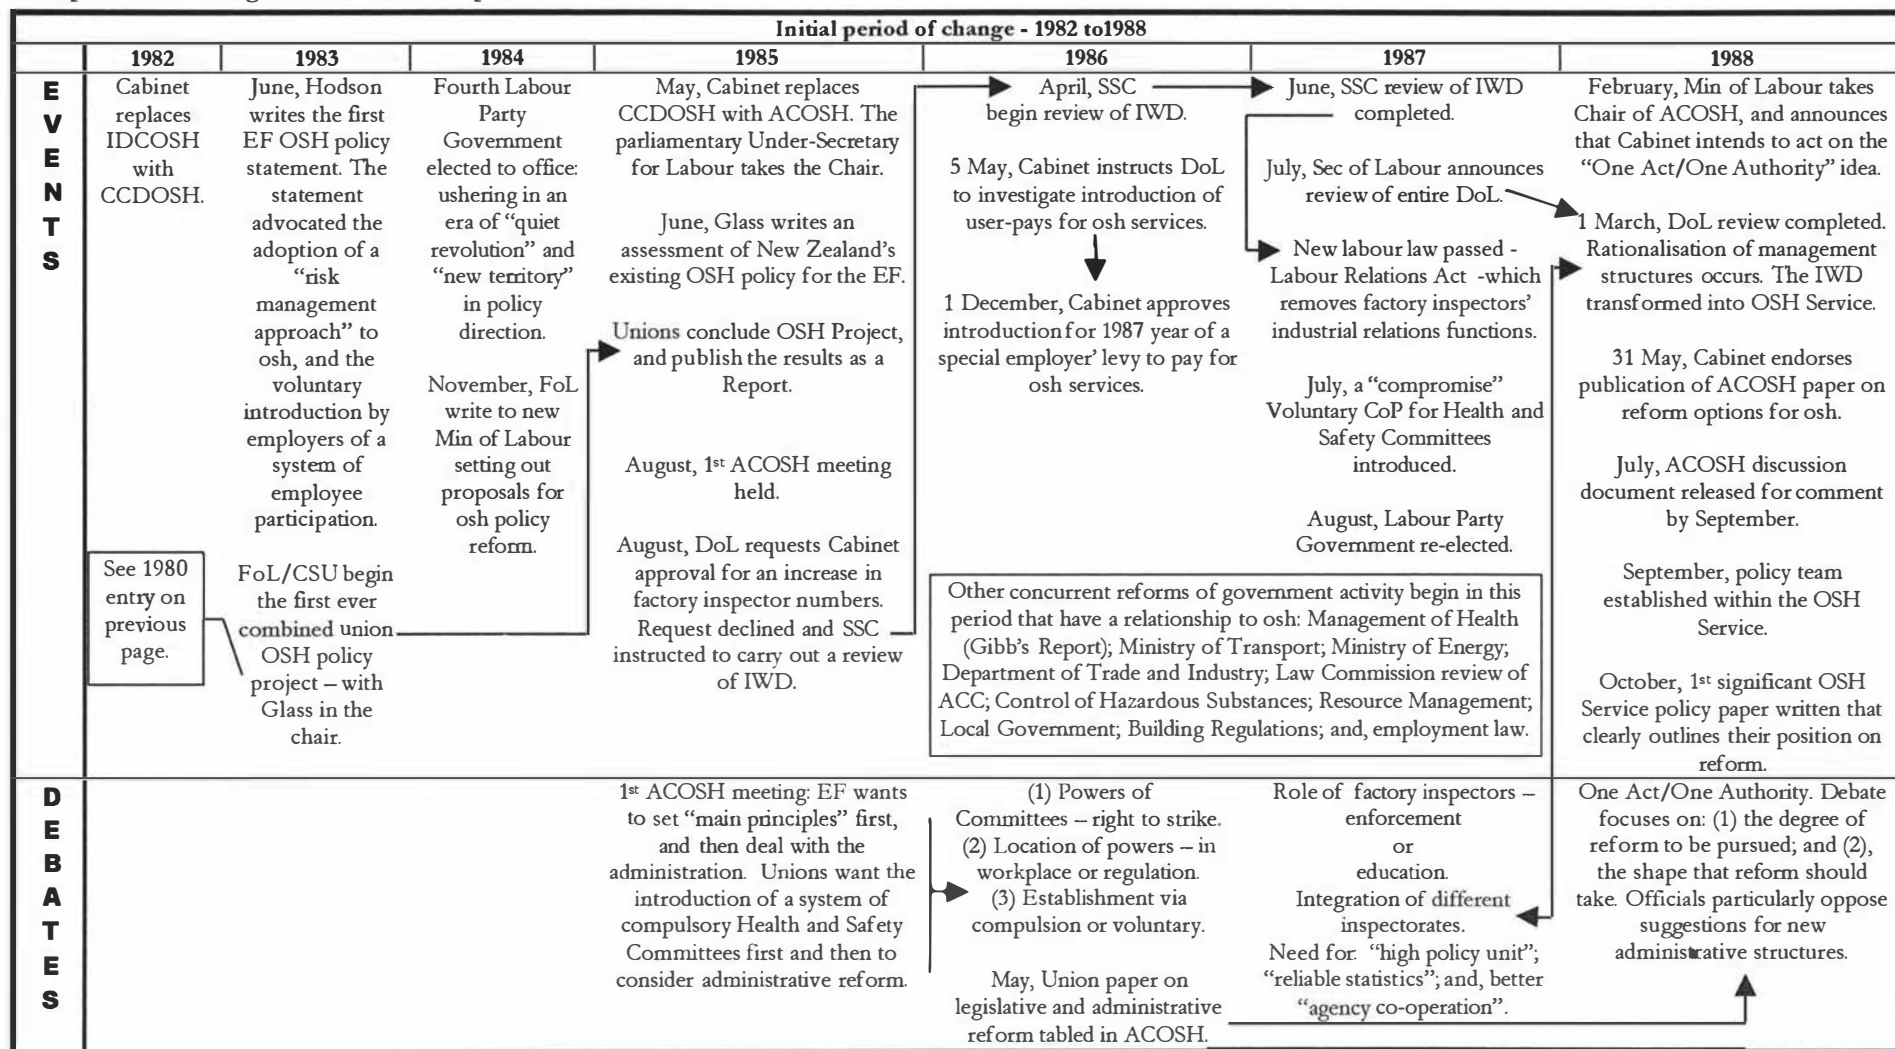 Initial period of change - 1982 to1988
1982
1983
1984
1985
1986
1987
1988
EVENTS
Cabinet
replaces
IDCOSH
with
CCDOSH.
See 1980
entry on
previous
page.
June, Hodson
writes the first
EF OSH policy
statement. The
statement
advocated the
adoption of a
“risk
management
approach” to
osh, and the
voluntary
introduction by
employers of a
system of
employee
participation.
FoL/CSU begin
the first ever
combined union
OSH policy
project – with
Glass in the
chair.
Fourth Labour
Party
Government
elected to office:
ushering in an
era of “quiet
revolution” and
“new territory”
in policy
direction.
November, FoL
write to new
Min of Labour
setting out
proposals for
osh policy
reform.
May, Cabinet replaces
CCDOSH with ACOSH. The
parliamentary Under-Secretary
for Labour takes the Chair.
June, Glass writes an
assessment of New Zealand’s
existing OSH policy for the EF.
Unions conclude OSH Project,
and publish the results as a
Report.
August, 1st ACOSH meeting
held.
August, DoL requests Cabinet
approval for an increase in
factory inspector numbers.
Request declined and SSC
instructed to carry out a review
of IWD.
April, SSC
begin review of IWD.
5 May, Cabinet instructs DoL
to investigate introduction of
user-pays for osh services.
1 December, Cabinet approves
introduction for 1987 year of a
special employer’ levy to pay for
osh services.
June, SSC review of IWD
completed.
July, Sec of Labour announces
review of entire DoL.
New labour law passed -
Labour Relations Act -which
removes factory inspectors’
industrial relations functions.
July, a “compromise”
Voluntary CoP for Health and
Safety Committees
introduced.
August, Labour Party
Government re-elected.
Other concurrent reforms of government activity begin in this
period that have a relationship to osh: Management of Health
(Gibb’s Report); Ministry of Transport; Ministry of Energy;
Department of Trade and Industry; Law Commission review of
ACC; Control of Hazardous Substances; Resource Management;
Local Government; Building Regulations; and, employment law.
February, Min of Labour takes
Chair of ACOSH, and announces
that Cabinet intends to act on the
“One Act/One Authority” idea.
1 March, DoL review completed.
Rationalisation of management
structures occurs. The IWD
transformed into OSH Service.
31 May, Cabinet endorses
publication of ACOSH paper on
reform options for osh.
July, ACOSH discussion
document released for comment
by September.
September, policy team
established within the OSH
Service.
October, 1st significant OSH
Service policy paper written that
clearly outlines their position on
reform.
DEBATES
1st ACOSH meeting: EF wants
to set “main principles” first,
and then deal with the
administration. Unions want the
introduction of a system of
compulsory Health and Safety
Committees first and then to
consider administrative reform.
(1) Powers of
Committees – right to strike.
(2) Location of powers – in
workplace or regulation.
(3) Establishment via
compulsion or voluntary.
May, Union paper on
legislative and administrative
reform tabled in ACOSH.
Role of factory inspectors –
enforcement
or
education.
Integration of different
inspectorates.
Need for: “high policy unit”;
“reliable statistics”; and, better
“agency co-operation”.
One Act/One Authority. Debate
focuses on: (1) the degree of
reform to be pursued; and (2),
the shape that reform should
take. Officials particularly oppose
suggestions for new
administrative structures.